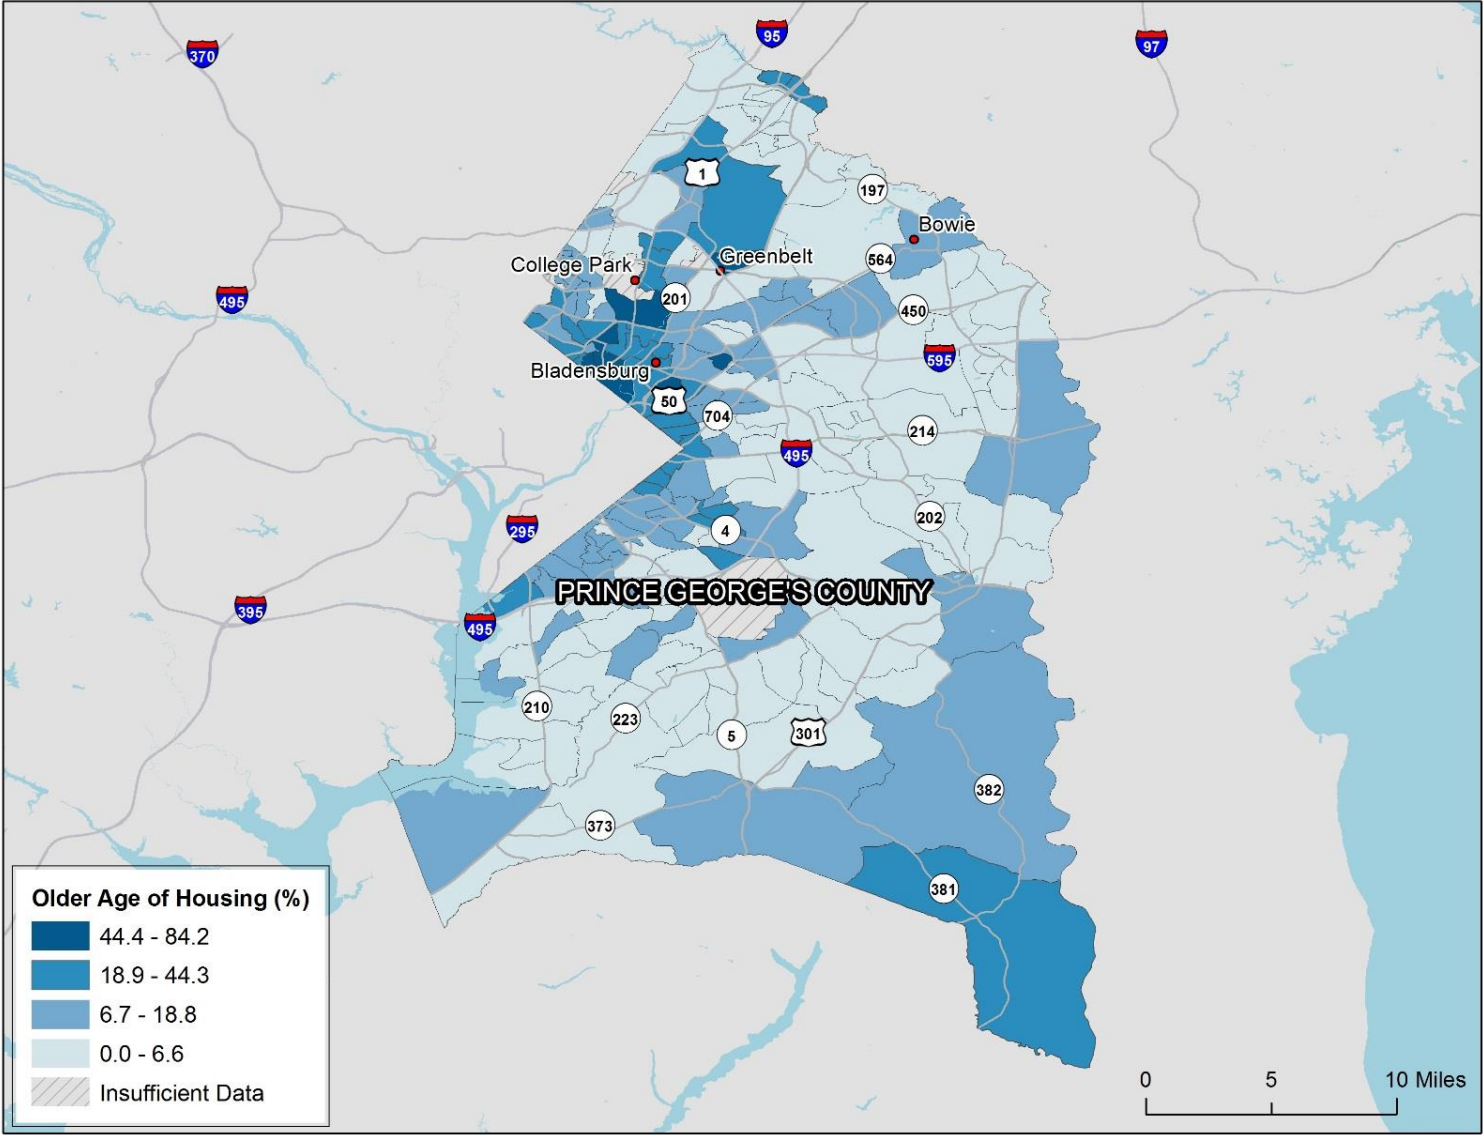 95
97
370
1
197
Bowie
Greenbelt
564
College Park
495
201
450
595
Bladensburg
50
704
214
495
202
295
4
PRINCE GEORGE'S COUNTY
395
495
210
223
5
301
382
373
381
Older Age of Housing (%)
44.4 - 84.2
18.9 - 44.3
6.7 - 18.8
0.0 - 6.6
Insufficient Data
0 5 10 Miles